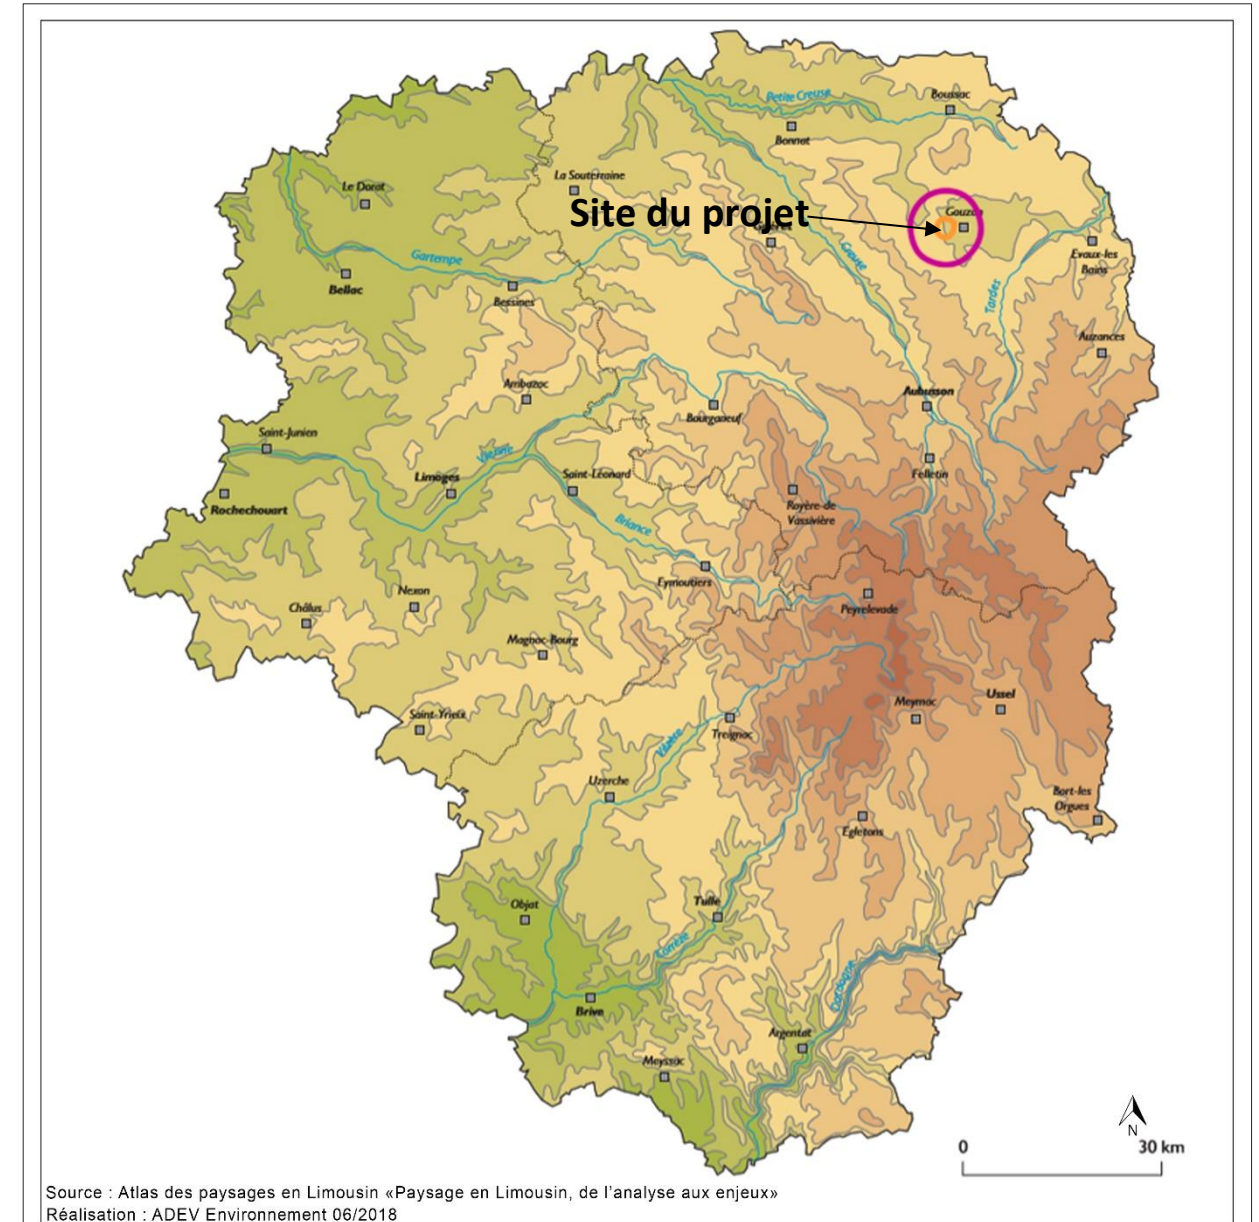 Petite Creuse
Boussac
Bonnat
La Souterraine
Le Dorat
Site du projet
Creuse
Tardes
Evaux-les
Bains
Gartempe
Bellac
Bessines
Auzances
Ambazac
Aubusson
Bourganeuf
Saint-Junien
Vienne
Limoges
Saint-Léonard
Felletin
Rochechouart
Royère-de
Vassivière
Briance
Eymoutiers
Nexon
Châlus
Peyrelevade
Magnac-Bourg
Ussel
Meymac
Saint-Yrieix
Treignac
Vézère
Uzerche
Bort-les
Orgues
Egletons
Objat
Tulle
Corrèze
Dordogne
Brive
Argentat
Meyssac
N
0 30 km
Source : Atlas des paysages en Limousin «Paysage en Limousin, de l'analyse aux enjeux»
Réalisation : ADEV Environnement 06/2018